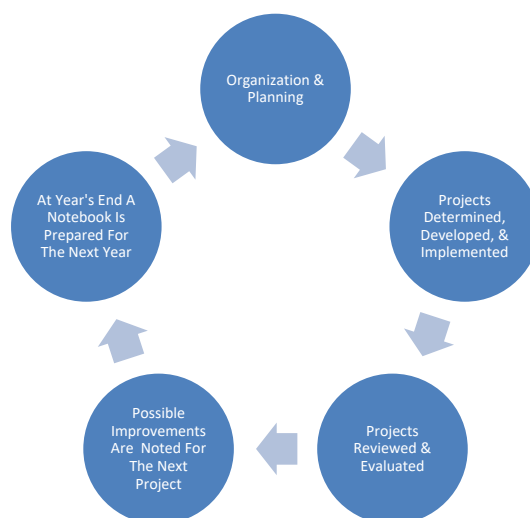 Organization &
Planning
Projects
Determined,
Developed, &
Implemented
Projects
Reviewed &
Evaluated
Possible
Improvements
Are Noted For
The Next
Project
At Year's End A
Notebook Is
Prepared For
The Next Year